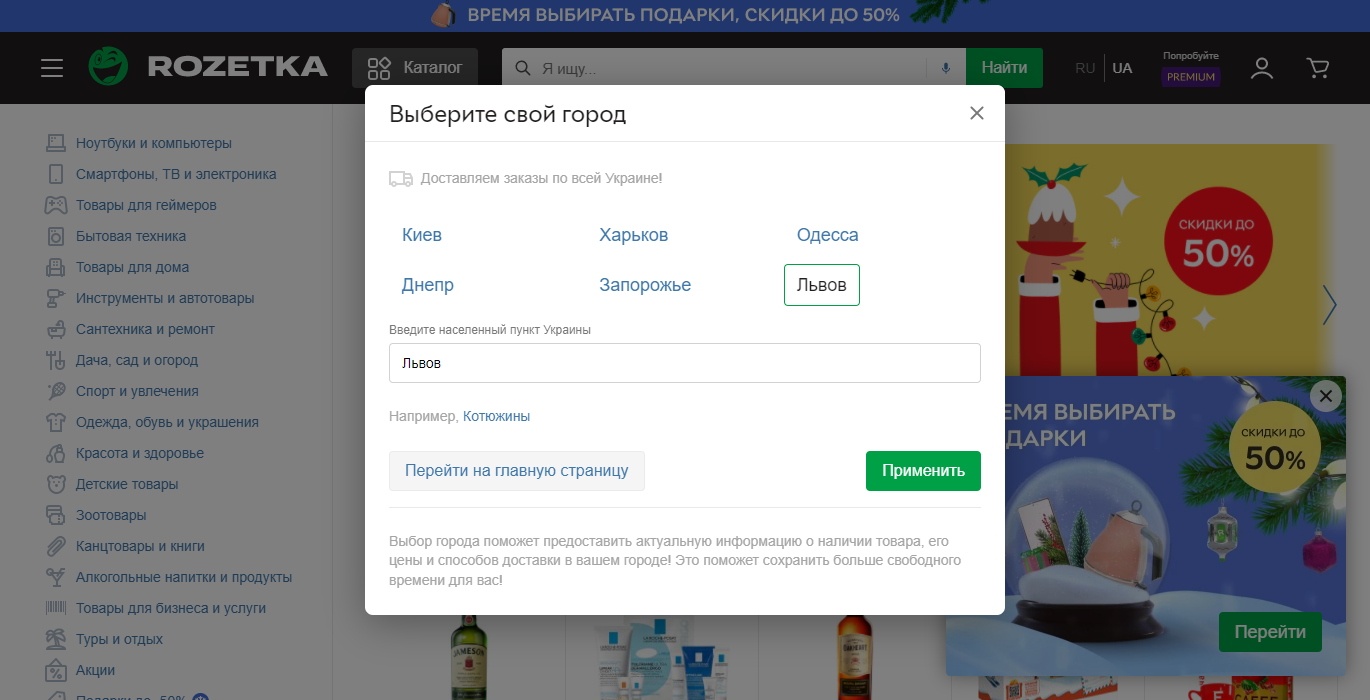 ВРЕМЯ ВЫБИРАТЬ ПОДАРКИ, СКИДКИ ДО 50%
ROZETKA
Каталог
Я ищу...
Найти
RU
UA
Попробуйте
PREMIUM
Выберите свой город
Доставляем заказы по всей Украине!
Киев
Харьков
Одесса
Днепр
Запорожье
Львов
Введите населенный пункт Украины
Львов
Например, Котюжины
Перейти на главную страницу
Применить
Выбор города поможет предоставить актуальную информацию о наличии товара, его
цены и способов доставки в вашем городе! Это поможет сохранить больше свободного
времени для вас!
Ноутбуки и компьютеры
Смартфоны, ТВ и электроника
Товары для геймеров
Бытовая техника
Товары для дома
Инструменты и автотовары
Сантехника и ремонт
Дача, сад и огород
Спорт и увлечения
Одежда, обувь и украшения
Красота и здоровье
Детские товары
Зоотовары
Канцтовары и книги
Алкогольные напитки и продукты
Товары для бизнеса и услуги
Туры и отдых
Акции
Подарки до -50%
СКИДКИ ДО
50%
ЕМЯ ВЫБИРАТЬ
ДАРКИ
СКИДКИ ДО
50%
Перейти
JAMESON